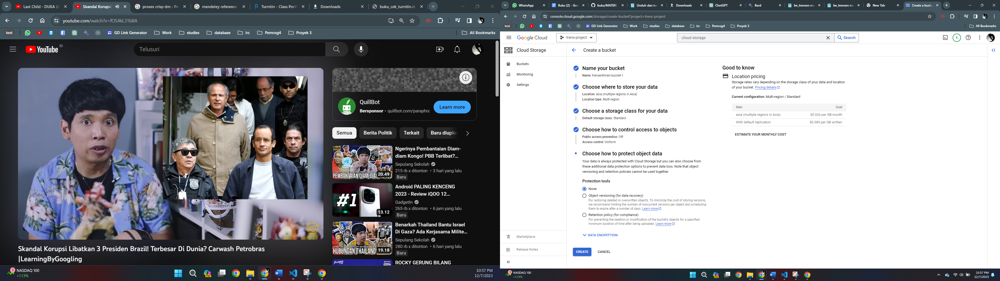 Last Child - DUKA (O
Skandal Korupsi
proses crisp dm - Pe
mendeley reference
Turnitin - Class Portf
Downloads
buku_cek_turnitin.do
youtube.com/watch?v=fOS4kL31b8A
test
GD Link Generator
Work
studies
database
irc
Pemrog4
Proyek 3
All Bookmarks
YouTube ID
Telusuri
QuillBot
Bersponsor · quillbot.com/paraphra
Learn more
Semua
Berita Politik
Terkait
Baru diuploa
Ngerinya Pembantaian Diam-
diam Kongo! PBB Terlibat?...
Sepulang Sekolah
215 rb x ditonton · 3 hari yang lalu
Baru
20.49
PEMBANTAIAN DIAM-DIAM
Android PALING KENCENG
2023 - Review iQOO 12...
GadgetIn
265 rb x ditonton · 6 jam yang lalu
Baru
#1
13.12
Benarkah Thailand Bantu Israel
Di Gaza? Ada Kerjasama Milite...
Sepulang Sekolah
280 rb x ditonton · 6 hari yang lalu
Baru
HUBUNGAN THAILAND
19.18
ROCKY GERUNG BILANG
Skandal Korupsi Libatkan 3 Presiden Brazil! Terbesar Di Dunia? Carwash Petrobras
|LearningByGoogling
1
NASDAQ 100
+1.13%
10:57 PM
12/7/2023
WhatsApp
Buku (2) - Goo
buku/MATERI
Unduh dan ins
Downloads
ChatGPT
Bard
be_trensen mo
be_trensen mo
New Tab
Create a bucke
console.cloud.google.com/storage/create-bucket?project=trens-project
test
GD Link Generator
Work
studies
database
irc
Pemrog4
Proyek 3
All Bookmarks
Google Cloud
trens-project
cloud storage
Search
1
Cloud Storage
Create a bucket
Buckets
Monitoring
Settings
Marketplace
Release Notes
Name your bucket
Name: trensentimen-bucket-1
Choose where to store your data
Location: asia (multiple regions in Asia)
Location type: Multi-region
Choose a storage class for your data
Default storage class: Standard
Choose how to control access to objects
Public access prevention: Off
Access control: Uniform
Choose how to protect object data
Your data is always protected with Cloud Storage but you can also choose from
these additional data protection options to prevent data loss. Note that object
versioning and retention policies cannot be used together.
Protection tools
None
Object versioning (for data recovery)
For restoring deleted or overwritten objects. To minimize the cost of storing versions,
we recommend limiting the number of noncurrent versions per object and scheduling
them to expire after a number of days. Learn more
Retention policy (for compliance)
For preventing the deletion or modification of the bucket's objects for a specified
minimum duration of time after being uploaded. Learn more
DATA ENCRYPTION
CREATE
CANCEL
Good to know
Location pricing
Storage rates vary depending on the storage class of your data and location
of your bucket. Pricing details
Current configuration: Multi-region / Standard
Item Cost
asia (multiple regions in Asia) $0.026 per GB-month
With default replication $0.080 per GB written
ESTIMATE YOUR MONTHLY COST
1
NASDAQ 100
+1.13%
10:57 PM
12/7/2023